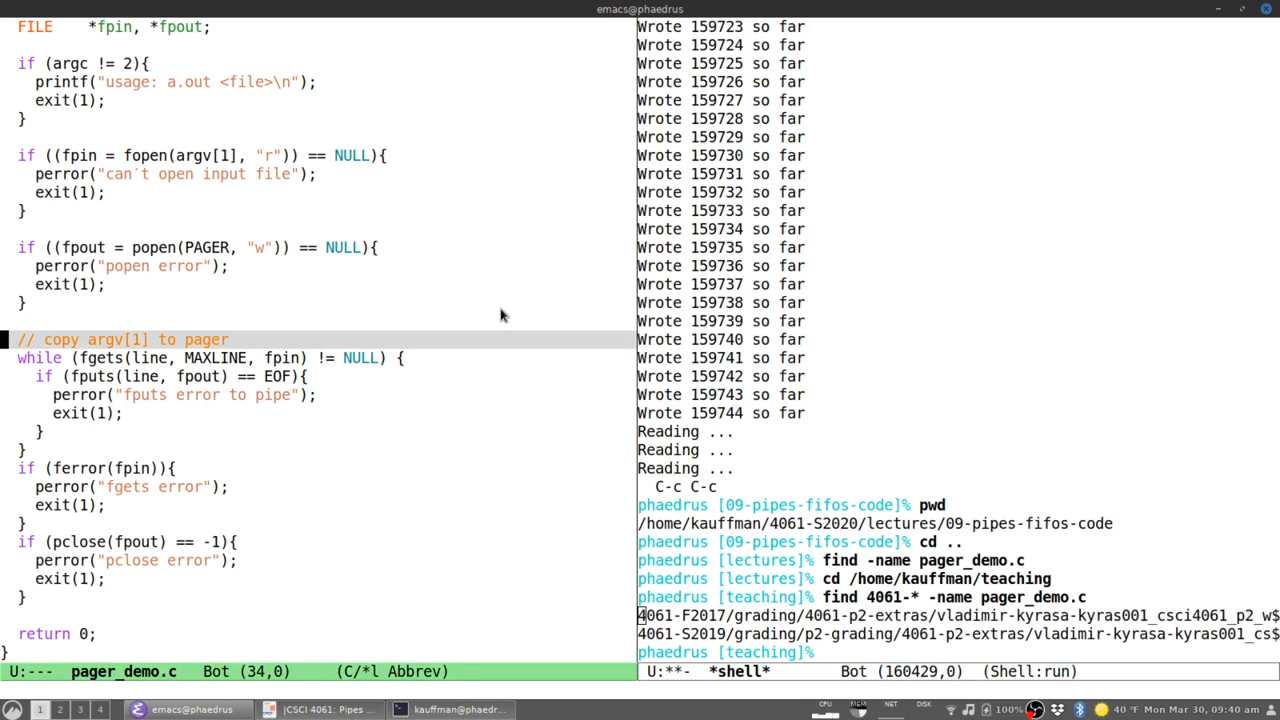 emacs@phaedrus
FILE    *fpin, *fpout;
if (argc != 2){
printf("usage: a.out <file>\n");
exit(1);
}
if ((fpin = fopen(argv[1], "r")) == NULL){
perror("can´t open input file");
exit(1);
}
if ((fpout = popen(PAGER, "w")) == NULL){
perror("popen error");
exit(1);
}
// copy argv[1] to pager
while (fgets(line, MAXLINE, fpin) != NULL) {
if (fputs(line, fpout) == EOF){
perror("fputs error to pipe");
exit(1);
}
}
if (ferror(fpin)){
perror("fgets error");
exit(1);
}
if (pclose(fpout) == -1){
perror("pclose error");
exit(1);
}
return 0;
}
U:---  pager_demo.c   Bot (34,0)     (C/*l Abbrev)
Wrote 159723 so far
Wrote 159724 so far
Wrote 159725 so far
Wrote 159726 so far
Wrote 159727 so far
Wrote 159728 so far
Wrote 159729 so far
Wrote 159730 so far
Wrote 159731 so far
Wrote 159732 so far
Wrote 159733 so far
Wrote 159734 so far
Wrote 159735 so far
Wrote 159736 so far
Wrote 159737 so far
Wrote 159738 so far
Wrote 159739 so far
Wrote 159740 so far
Wrote 159741 so far
Wrote 159742 so far
Wrote 159743 so far
Wrote 159744 so far
Reading ...
Reading ...
Reading ...
C-c C-c
phaedrus [09-pipes-fifos-code]% pwd
/home/kauffman/4061-S2020/lectures/09-pipes-fifos-code
phaedrus [09-pipes-fifos-code]% cd ..
phaedrus [lectures]% find -name pager_demo.c
phaedrus [lectures]% cd /home/kauffman/teaching
phaedrus [teaching]% find 4061-* -name pager_demo.c
4061-F2017/grading/4061-p2-extras/vladimir-kyrasa-kyras001_csci4061_p2_w$
4061-S2019/grading/p2-grading/4061-p2-extras/vladimir-kyrasa-kyras001_cs$
phaedrus [teaching]%
U:**-  *shell*        Bot (160429,0)  (Shell:run)
1 2 3 4 emacs@phaedrus |CSCI 4061: Pipes ... kauffman@phaedr... CPU MEM NET DISK 100% 40 °F Mon Mar 30, 09:40 am